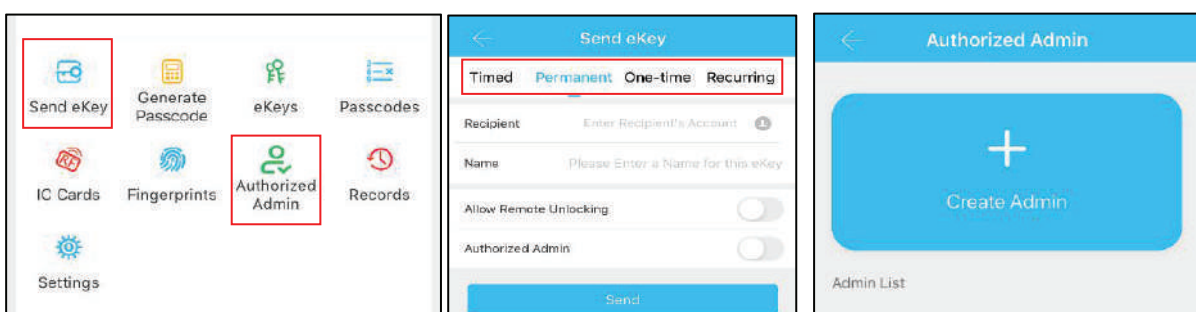 Send eKey
Generate
Passcode
eKeys
Passcodes
IC Cards
Fingerprints
Authorized
Admin
Records
Settings
Send eKey
Timed Permanent One-time Recurring
Recipient Enter Recipient's Account
Name Please Enter a Name for this eKey
Allow Remote Unlocking
Authorized Admin
Send
Authorized Admin
Create Admin
Admin List